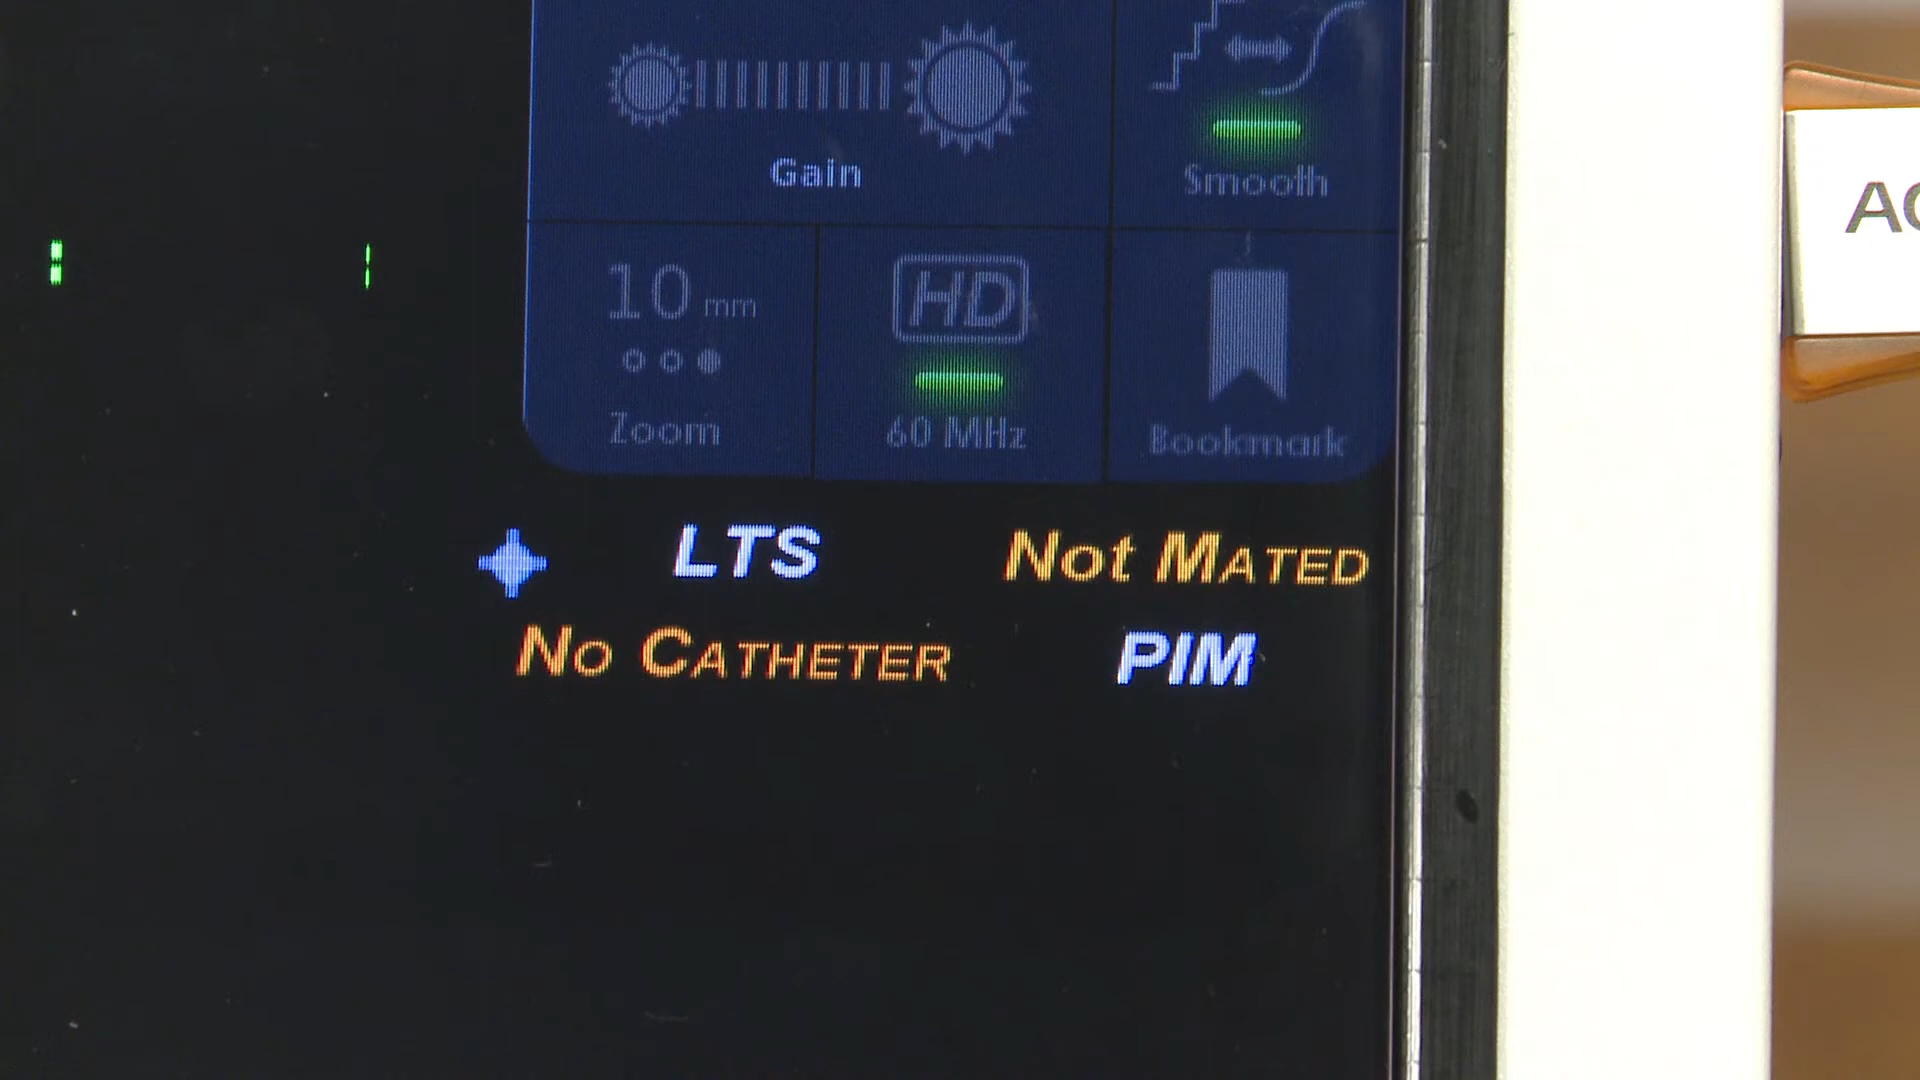 Gain
Smooth
10 mm
Zoom
HD
60 MHz
Bookmark
LTS
NOT MATED
NO CATHETER
PIM